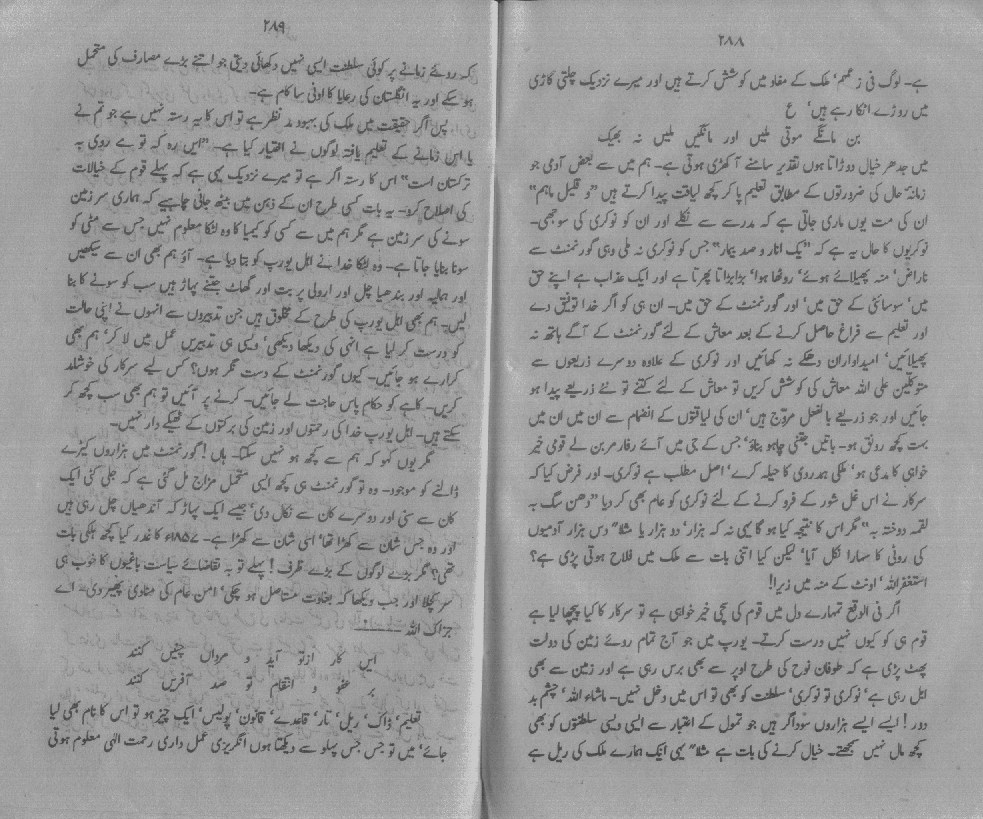 ۲۸۸
ہے۔ لوگ فی زعمہم، ملک کے مفاد میں کوشش کرتے ہیں اور میرے نزدیک چلتی گاڑی
میں روڑے اٹکا رہے ہیں، ع
بن مانگے موتی ملیں اور مانگیں ملیں نہ بھیک
میں جدھر خیال دوڑاتا ہوں تقدیر سامنے آ کھڑی ہوتی ہے۔ ہم میں سے بعض آدمی جو
زمانۂ حال کی ضرورتوں کے مطابق تعلیم پا کر کچھ لیاقت پیدا کرتے ہیں "و قلیل ماہم"
ان کی مت یوں ماری جاتی ہے کہ مدرسے سے نکلے اور ان کو نوکری کی سوجھی۔
نوکریوں کا حال یہ ہے کہ "یک انار و صد بیمار" جس کو نوکری نہ ملی وہی گورنمنٹ سے
ناراض، منہ پھیلائے ہوئے، روٹھا ہوا، بڑبڑاتا پھرتا ہے اور ایک عذاب ہے اپنے حق
میں، سوسائٹی کے حق میں، اور گورنمنٹ کے حق میں۔ ان ہی کو اگر خدا توفیق دے
اور تعلیم سے فراغ حاصل کرنے کے بعد معاش کے لئے گورنمنٹ کے آگے ہاتھ نہ
پھیلائیں، امیدواران دھکے نہ کھائیں اور نوکری کے علاوہ دوسرے ذریعوں سے
متوکلین علی اللہ معاش کی کوشش کریں تو معاش کے لئے کتنے تو نئے ذریعے پیدا ہو
جائیں اور جو ذریعے بالفعل مروّج ہیں، ان کی لیاقتوں کے انضمام سے ان میں ان میں
بہت کچھ رونق ہو۔ باتیں جتنی چاہو بناؤ، جس کے جی میں آئے رفارمر بن لے قومی خیر
خواہی کا مدعی ہو، ملکی ہمدردی کا حیلہ کرے، اصل مطلب ہے نوکری۔ اور فرض کیا کہ
سرکار نے اس غل شور کے فرو کرنے کے لئے نوکری کو عام بھی کر دیا "دھن سگ بہ
لقمہ دوختہ بہ" مگر اس کا نتیجہ کیا ہو گا یہی نہ کہ ہزار، دو ہزار یا مثلاً دس ہزار آدمیوں
کی روٹی کا سہارا نکل آیا، لیکن کیا اتنی بات سے ملک میں فلاح ہوتی پڑی ہے؟
استغفر اللہ، اونٹ کے منہ میں زیرا!
اگر فی الواقع تمہارے دل میں قوم کی سچی خیر خواہی ہے تو سرکار کا کیا پیچھا لیا ہے
قوم ہی کو کیوں نہیں درست کرتے۔ یورپ میں جو آج تمام روئے زمین کی دولت
پھٹ پڑی ہے کہ طوفان نوح کی طرح اوپر سے بھی برس رہی ہے اور زمین سے بھی
ابل رہی ہے، نوکری تو نوکری، سلطنت کو بھی تو اس میں دخل نہیں۔ ماشاء اللہ، چشم بد
دور! ایسے ایسے ہزاروں سوداگر ہیں جو تمول کے اعتبار سے ایسی ویسی سلطنتوں کو بھی
کچھ مال نہیں سمجھتے۔ خیال کرنے کی بات ہے مثلاً یہی ایک ہمارے ملک کی ریل ہے
۲۸۹
کہ روئے زمانے پر کوئی سلطنت ایسی نہیں دکھائی دیتی جو اتنے بڑے مصارف کی متحمل
ہو سکے اور یہ انگلستان کی رعایا کا ادنیٰ سا کام ہے۔
پس اگر حقیقت میں ملک کی بہبود مد نظر ہے تو اس کا یہ رستہ نہیں ہے جو تم نے
یا اس زمانے کے تعلیم یافتہ لوگوں نے اختیار کیا ہے۔ "ایں رہ کہ تو مے روی بہ
ترکستان است" اس کا رستہ اگر ہے تو میرے نزدیک یہی ہے کہ پہلے قوم کے خیالات
کی اصلاح کرو۔ یہ بات کسی طرح ان کے ذہن میں بیٹھ جانی چاہیے کہ ہماری سر زمین
سونے کی سر زمین ہے مگر ہم میں سے کسی کو کیمیا کا وہ لٹکا معلوم نہیں جس سے مٹی کو
سونا بنایا جاتا ہے۔ وہ لٹکا خدا نے اہل یورپ کو بتا دیا ہے۔ آؤ ہم بھی ان سے سیکھیں
اور ہمالیہ اور بندھیا چل اور ارولی پربت اور گھاٹ جتنے پہاڑ ہیں سب کو سونے کا بنا
لیں۔ ہم بھی اہل یورپ کی طرح کے مخلوق ہیں جن تدبیروں سے انھوں نے اپنی حالت
کو درست کر لیا ہے انہی کی دیکھا دیکھی، ویسی ہی تدبیریں عمل میں لا کر، ہم بھی
کرارے ہو جائیں۔ کیوں گورنمنٹ کے دست نگر ہوں؟ کس لیے سرکار کی خوشامد
کریں۔ کاہے کو حکام پاس حاجت لے جائیں۔ کرنے پر آئیں تو ہم بھی سب کچھ کر
سکتے ہیں۔ اہل یورپ خدا کی رحمتوں اور زمین کی برکتوں کے ٹھیکے دار نہیں۔
مگر یوں کہو کہ ہم سے کچھ ہو نہیں سکتا۔ ہاں! گورنمنٹ میں ہزاروں کیڑے
ڈالنے کو موجود۔ وہ تو گورنمنٹ ہی کچھ ایسی متحمل مزاج مل گئی ہے کہ جلی کٹی ایک
کان سے سنی اور دوسرے کان سے نکال دی، جیسے ایک پہاڑ کہ آندھیاں چل رہی ہیں
اور وہ جس شان سے کھڑا تھا، اسی شان سے کھڑا ہے۔ ۱۸۵۷ء کا غدر کیا کچھ ہلکی بات
تھی؟ مگر بڑے لوگوں کے بڑے ظرف! پہلے تو بہ تقاضائے سیاست باغیوں کا خوب ہی
سر کچلا اور جب دیکھا کہ بغاوت مستاصل ہو چکی، امن عام کی منادی پھیر دی۔ اے
جزاک اللہ
ایں کار ازتو آید و مرداں چنیں کنند
بر عفو و انتقام تو صد آفریں کنند
تعلیم، ڈاک، ریل، تار، قاعدے، قانون، پولیس، ایک چیز ہو تو اس کا نام بھی لیا
جائے، میں تو جس جس پہلو سے دیکھتا ہوں انگریزی عمل داری رحمت الٰہی معلوم ہوتی